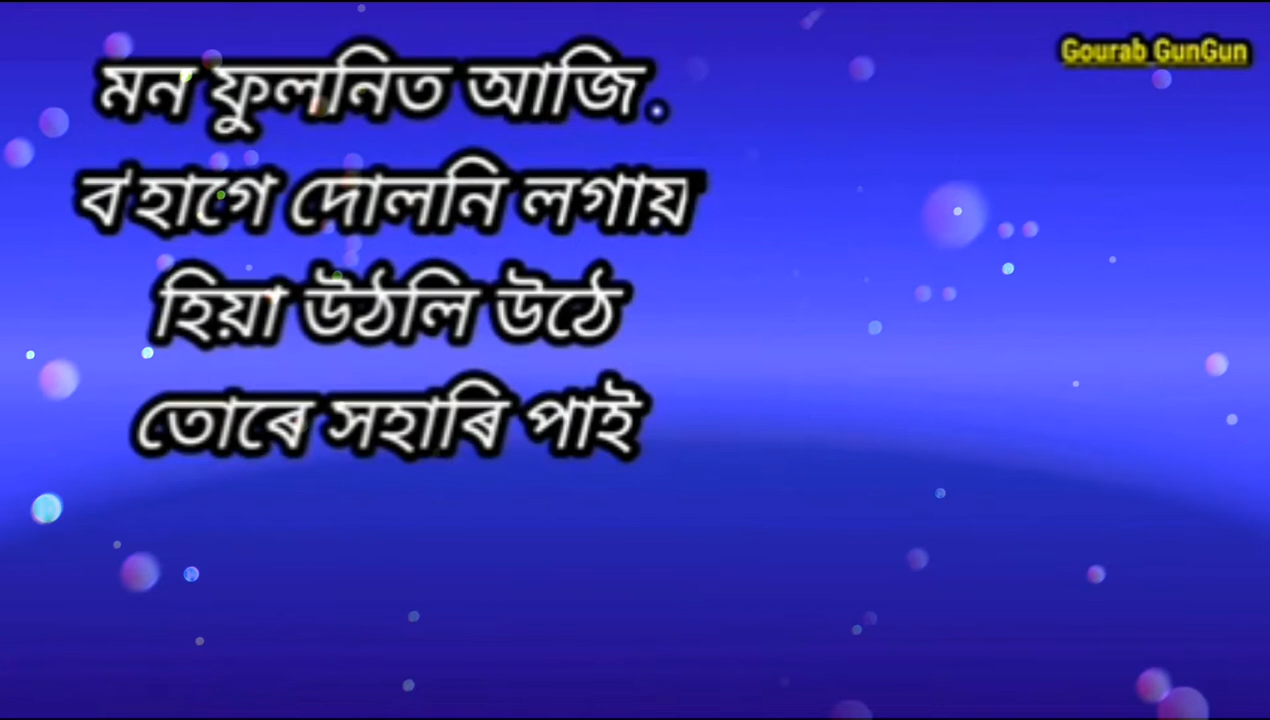 Gourab GunGun
মন ফুলনিত আজি .
ব'হাগে দোলনি লগায়
হিয়া উঠলি উঠে
তোৰে সহাৰি পাই